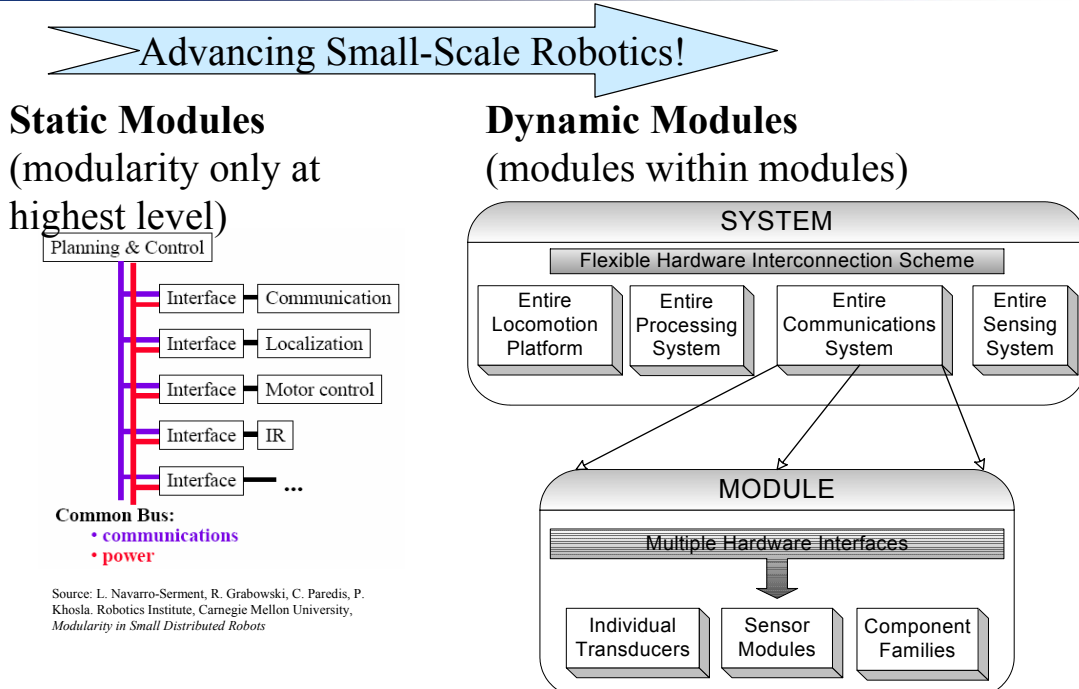 Advancing Small-Scale Robotics!
Static Modules
(modularity only at
highest level)
Planning & Control
Interface
Communication
Interface
Localization
Interface
Motor control
Interface
IR
Interface
...
Common Bus:
• communications
• power
Source: L. Navarro-Serment, R. Grabowski, C. Paredis, P.
Khosla. Robotics Institute, Carnegie Mellon University,
Modularity in Small Distributed Robots
Dynamic Modules
(modules within modules)
SYSTEM
Flexible Hardware Interconnection Scheme
Entire
Locomotion
Platform
Entire
Processing
System
Entire
Communications
System
Entire
Sensing
System
MODULE
Multiple Hardware Interfaces
Individual
Transducers
Sensor
Modules
Component
Families